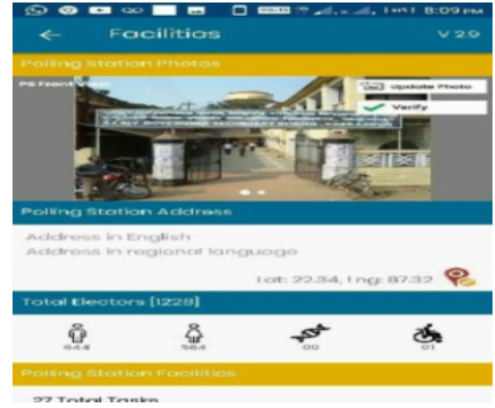 8:09 PM
Facilities
V 2.9
Polling Station Photos
PS Front View
Update Photo
Verify
Polling Station Address
Address in English
Address in regional language
Lat: 22.34, Lng: 87.32
Total Electors [1228]
644
584
00
01
Polling Station Facilities
27 Total Tasks